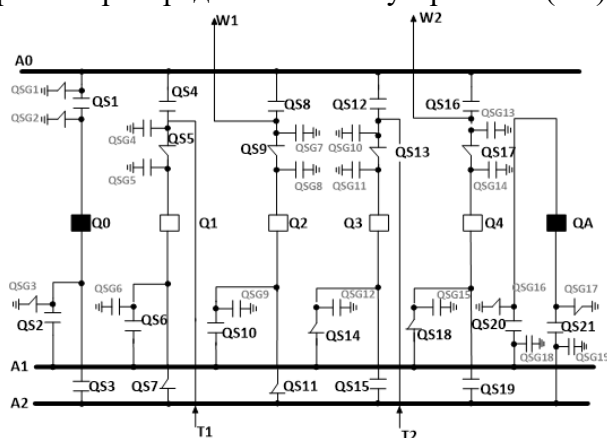 W1 W2
A0
QSG1 QS1 QS4 QS8 QS12 QS16 QSG13
QSG2 QSG4 QS5 QS9 QSG7 QSG10 QS13 QS17
QSG5 QSG8 QSG11 QSG14
Q0 Q1 Q2 Q3 Q4 QA
QSG3 QSG6 QSG9 QSG12 QSG15 QSG16 QSG17
QS2 QS6 QS10 QS14 QS18 QS20 QS21
QSG18 QSG19
A1
QS3 QS7 QS11 QS15 QS19
A2
T1 T2